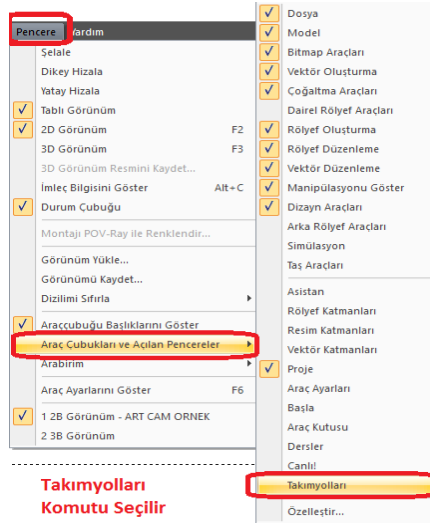 Pencere Yardım
Şelale
Dikey Hizala
Yatay Hizala
Tablı Görünüm
2D Görünüm F2
3D Görünüm F3
3D Görünüm Resmini Kaydet...
İmleç Bilgisini Göster Alt+C
Durum Çubuğu
Montajı POV-Ray ile Renklendir...
Görünüm Yükle...
Görünümü Kaydet...
Dizilimi Sıfırla
Araççubuğu Başlıklarını Göster
Araç Çubukları ve Açılan Pencereler
Arabirim
Araç Ayarlarını Göster F6
1 2B Görünüm - ART CAM ORNEK
2 3B Görünüm
Takımyolları
Komutu Seçilir
Dosya
Model
Bitmap Araçları
Vektör Oluşturma
Çoğaltma Araçları
Dairel Rölyef Araçları
Rölyef Oluşturma
Rölyef Düzenleme
Vektör Düzenleme
Manipülasyonu Göster
Dizayn Araçları
Arka Rölyef Araçları
Simülasyon
Taş Araçları
Asistan
Rölyef Katmanları
Resim Katmanları
Vektör Katmanları
Proje
Araç Ayarları
Başla
Araç Kutusu
Dersler
Canlı!
Takımyolları
Özelleştir...